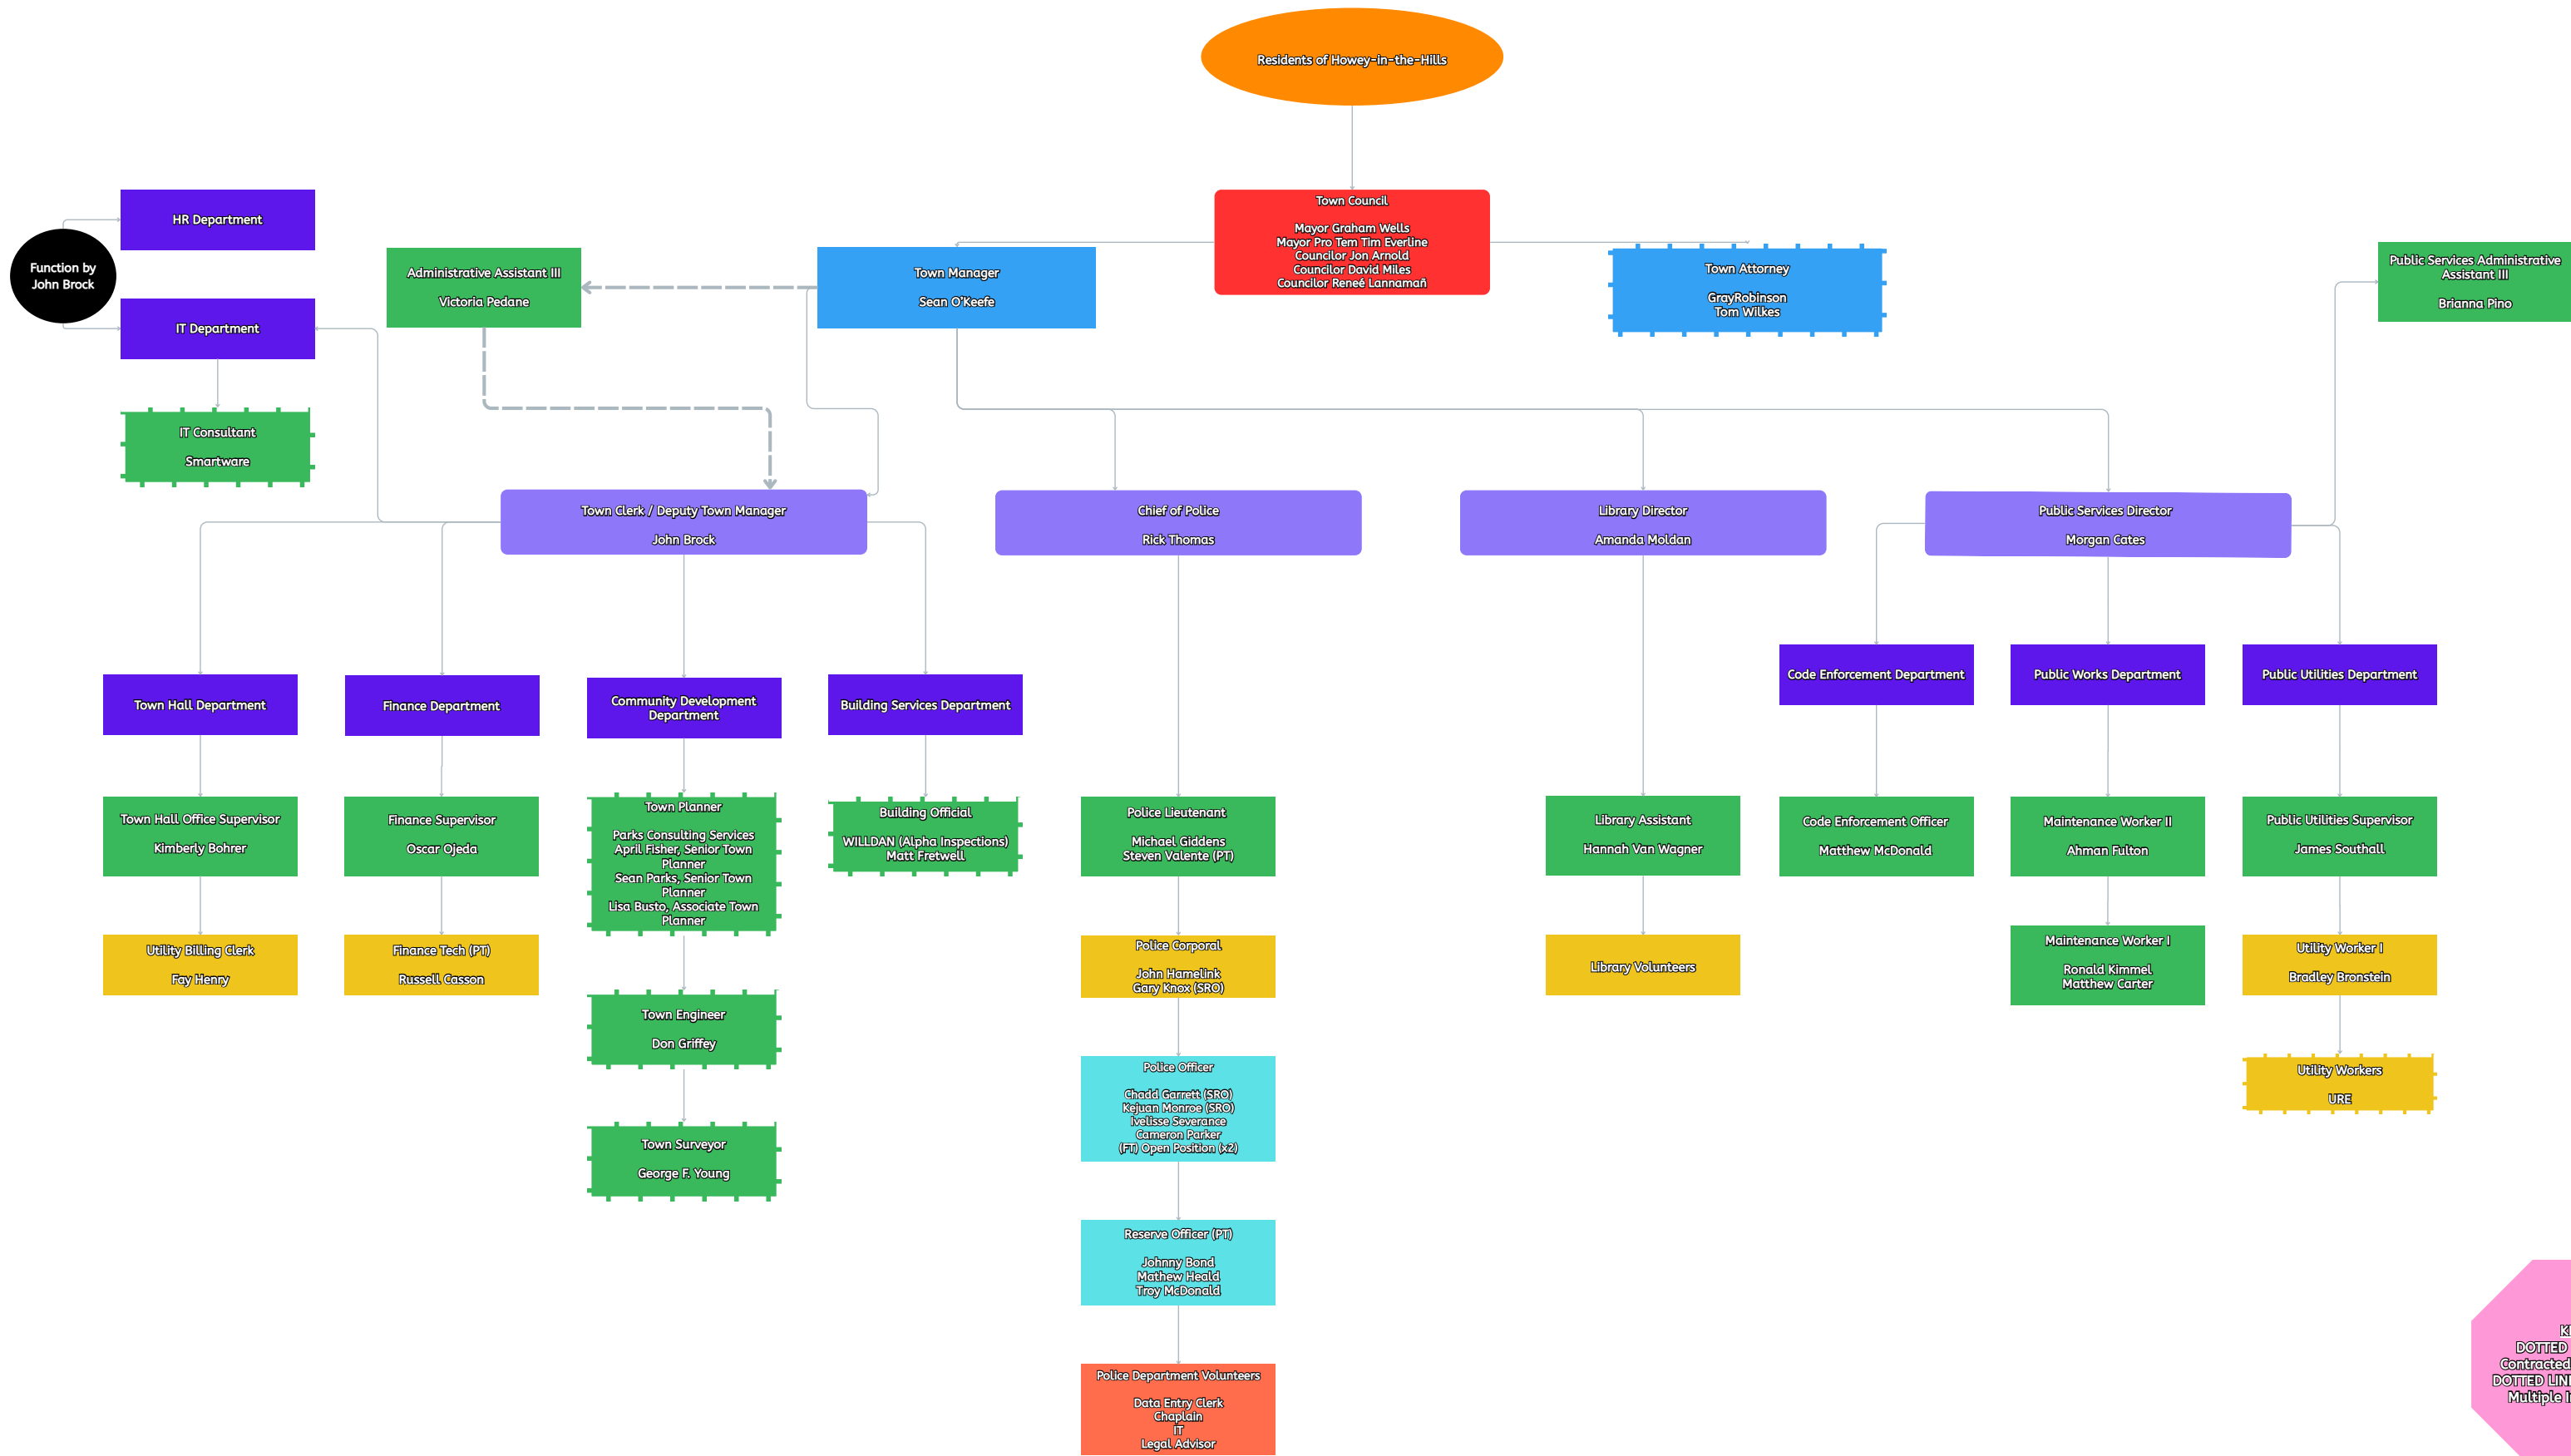 Residents of Howey-in-the-Hills
Town Council
Mayor Graham Wells
Mayor Pro Tem Tim Everline
Councilor Jon Arnold
Councilor David Miles
Councilor Reneé Lannamañ
HR Department
Function by
John Brock
IT Department
IT Consultant
Smartware
Administrative Assistant III
Victoria Pedane
Town Manager
Sean O'Keefe
Town Attorney
GrayRobinson
Tom Wilkes
Public Services Administrative
Assistant III
Brianna Pino
Town Clerk / Deputy Town Manager
John Brock
Chief of Police
Rick Thomas
Library Director
Amanda Moldan
Public Services Director
Morgan Cates
Town Hall Department
Finance Department
Community Development
Department
Building Services Department
Code Enforcement Department
Public Works Department
Public Utilities Department
Town Hall Office Supervisor
Kimberly Bohrer
Finance Supervisor
Oscar Ojeda
Town Planner
Parks Consulting Services
April Fisher, Senior Town
Planner
Sean Parks, Senior Town
Planner
Lisa Busto, Associate Town
Planner
Building Official
WILLDAN (Alpha Inspections)
Matt Fretwell
Police Lieutenant
Michael Giddens
Steven Valente (PT)
Library Assistant
Hannah Van Wagner
Code Enforcement Officer
Matthew McDonald
Maintenance Worker II
Ahman Fulton
Public Utilities Supervisor
James Southall
Utility Billing Clerk
Fay Henry
Finance Tech (PT)
Russell Casson
Police Corporal
John Hamelink
Gary Knox (SRO)
Library Volunteers
Maintenance Worker I
Ronald Kimmel
Matthew Carter
Utility Worker I
Bradley Bronstein
Town Engineer
Don Griffey
Police Officer
Chadd Garrett (SRO)
Kejuan Monroe (SRO)
Ivelisse Severance
Cameron Parker
(FT) Open Position (x2)
Utility Workers
URE
Town Surveyor
George F. Young
Reserve Officer (PT)
Johnny Bond
Mathew Heald
Troy McDonald
Police Department Volunteers
Data Entry Clerk
Chaplain
IT
Legal Advisor
DOTTED
Contracted
DOTTED
Multiple